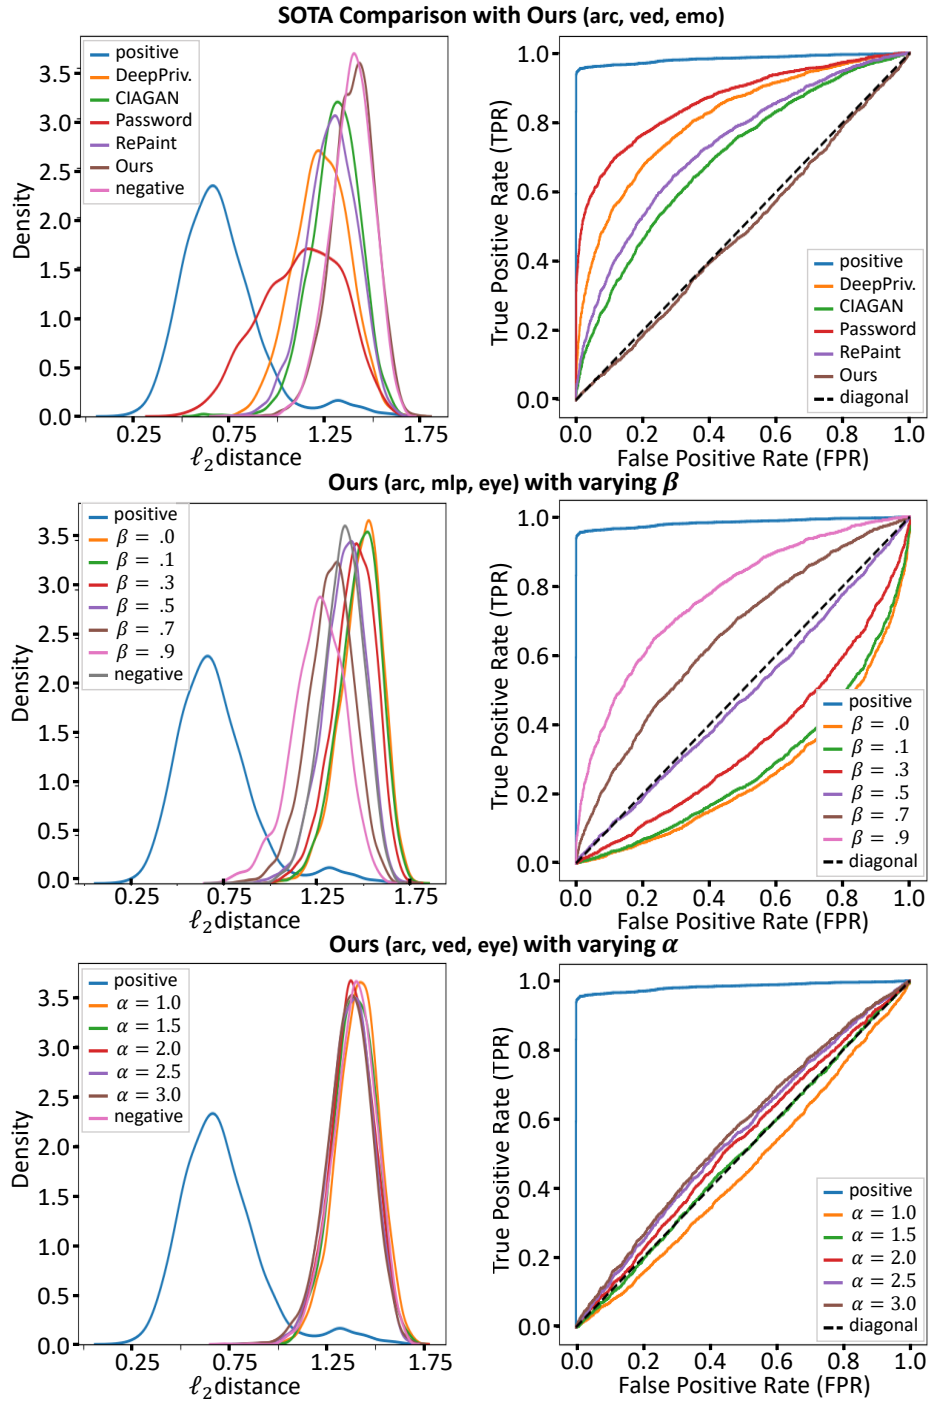 SOTA Comparison with Ours (arc, ved, emo)
positive
DeepPriv.
CIAGAN
Password
RePaint
Ours
negative
Density
3.5
3.0
2.5
2.0
1.5
1.0
0.5
0.0
0.25 0.75 1.25 1.75
ℓ2 distance
True Positive Rate (TPR)
1.0
0.8
0.6
0.4
0.2
0.0
positive
DeepPriv.
CIAGAN
Password
RePaint
Ours
diagonal
0.0 0.2 0.4 0.6 0.8 1.0
False Positive Rate (FPR)
Ours (arc, mlp, eye) with varying β
positive
β = .0
β = .1
β = .3
β = .5
β = .7
β = .9
negative
Density
3.5
3.0
2.5
2.0
1.5
1.0
0.5
0.0
0.25 0.75 1.25 1.75
ℓ2 distance
True Positive Rate (TPR)
1.0
0.8
0.6
0.4
0.2
0.0
positive
β = .0
β = .1
β = .3
β = .5
β = .7
β = .9
diagonal
0.0 0.2 0.4 0.6 0.8 1.0
False Positive Rate (FPR)
Ours (arc, ved, eye) with varying α
positive
α = 1.0
α = 1.5
α = 2.0
α = 2.5
α = 3.0
negative
Density
3.5
3.0
2.5
2.0
1.5
1.0
0.5
0.0
0.25 0.75 1.25 1.75
ℓ2 distance
True Positive Rate (TPR)
1.0
0.8
0.6
0.4
0.2
0.0
positive
α = 1.0
α = 1.5
α = 2.0
α = 2.5
α = 3.0
diagonal
0.0 0.2 0.4 0.6 0.8 1.0
False Positive Rate (FPR)